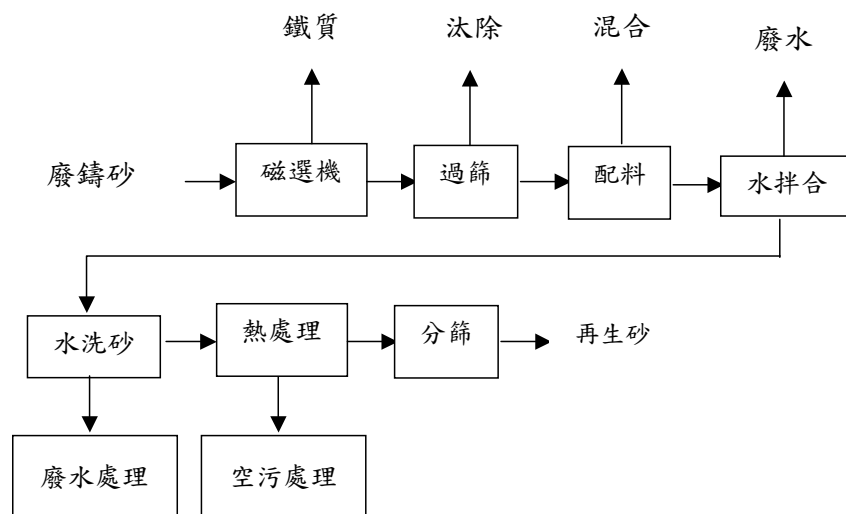 鐵質
汰除
混合
廢水
廢鑄砂
磁選機
過篩
配料
水拌合
水洗砂
熱處理
分篩
再生砂
廢水處理
空污處理